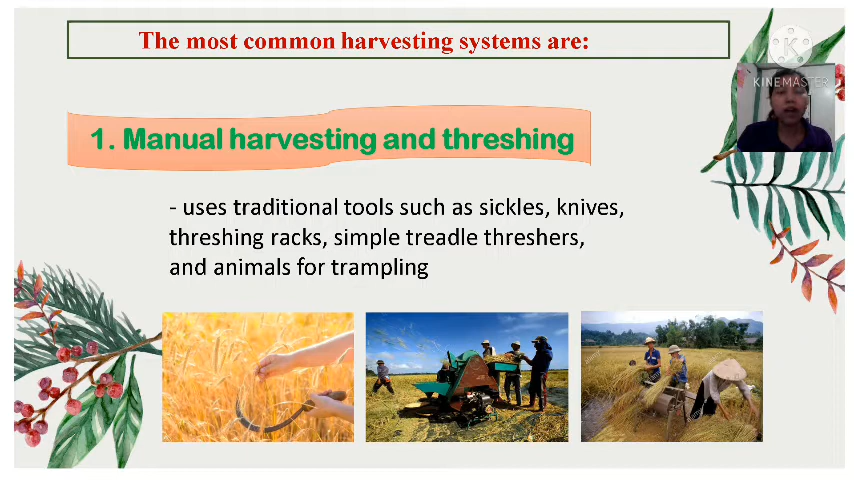 The most common harvesting systems are:
KINEMASTER
1. Manual harvesting and threshing
- uses traditional tools such as sickles, knives,
threshing racks, simple treadle threshers,
and animals for trampling